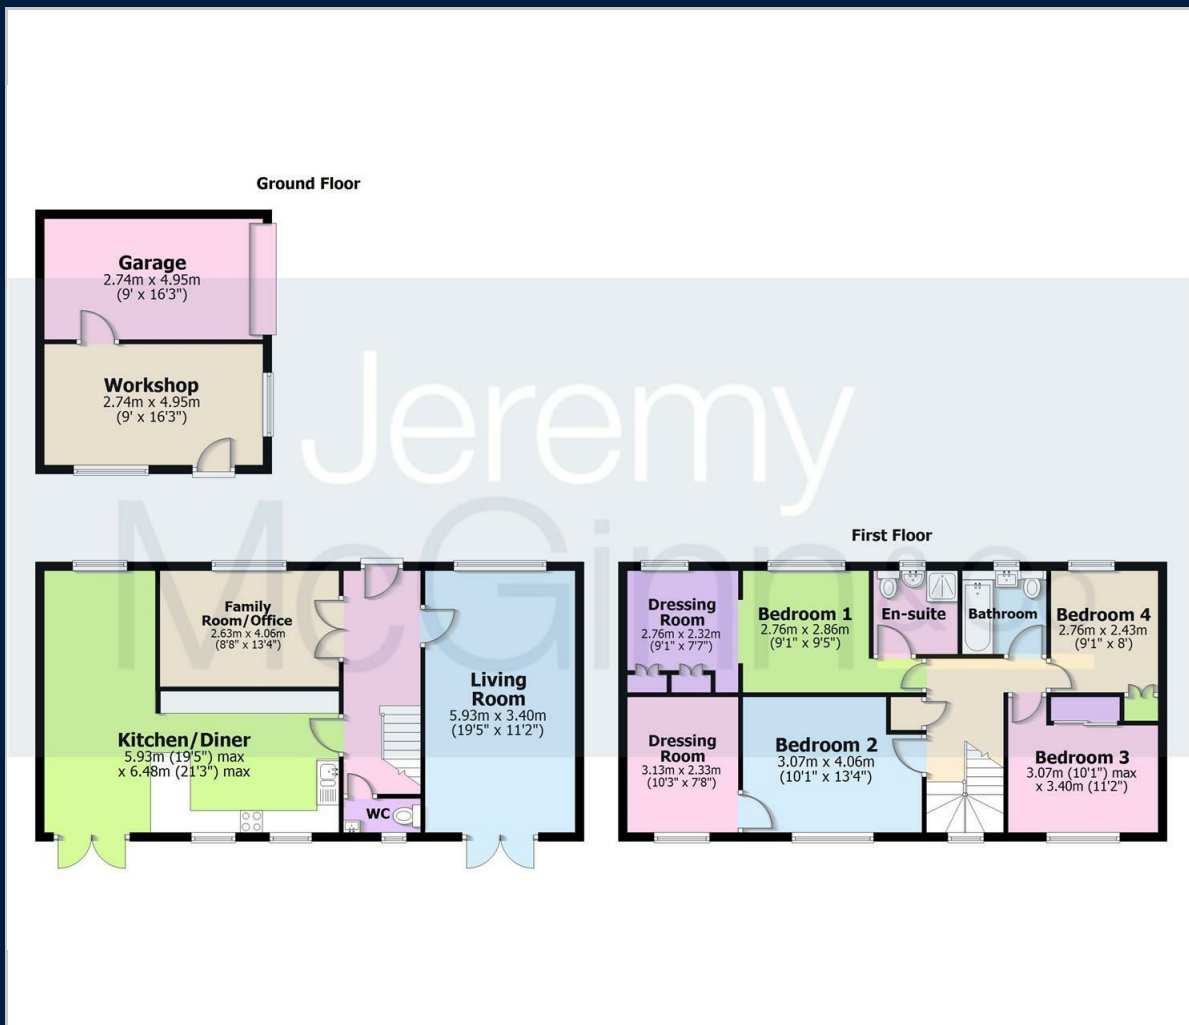 Ground Floor
Garage
2.74m x 4.95m
(9' x 16'3")
Workshop
2.74m x 4.95m
(9' x 16'3")
Jeremy
McGinn & Co
First Floor
Family
Room/Office
2.63m x 4.06m
(8'8" x 13'4")
Living
Room
5.93m x 3.40m
(19'5" x 11'2")
Kitchen/Diner
5.93m (19'5") max
x 6.48m (21'3") max
WC
Dressing
Room
2.76m x 2.32m
(9'1" x 7'7")
Bedroom 1
2.76m x 2.86m
(9'1" x 9'5")
En-suite
Bathroom
Bedroom 4
2.76m x 2.43m
(9'1" x 8')
Dressing
Room
3.13m x 2.33m
(10'3" x 7'8")
Bedroom 2
3.07m x 4.06m
(10'1" x 13'4")
Bedroom 3
3.07m (10'1") max
x 3.40m (11'2")